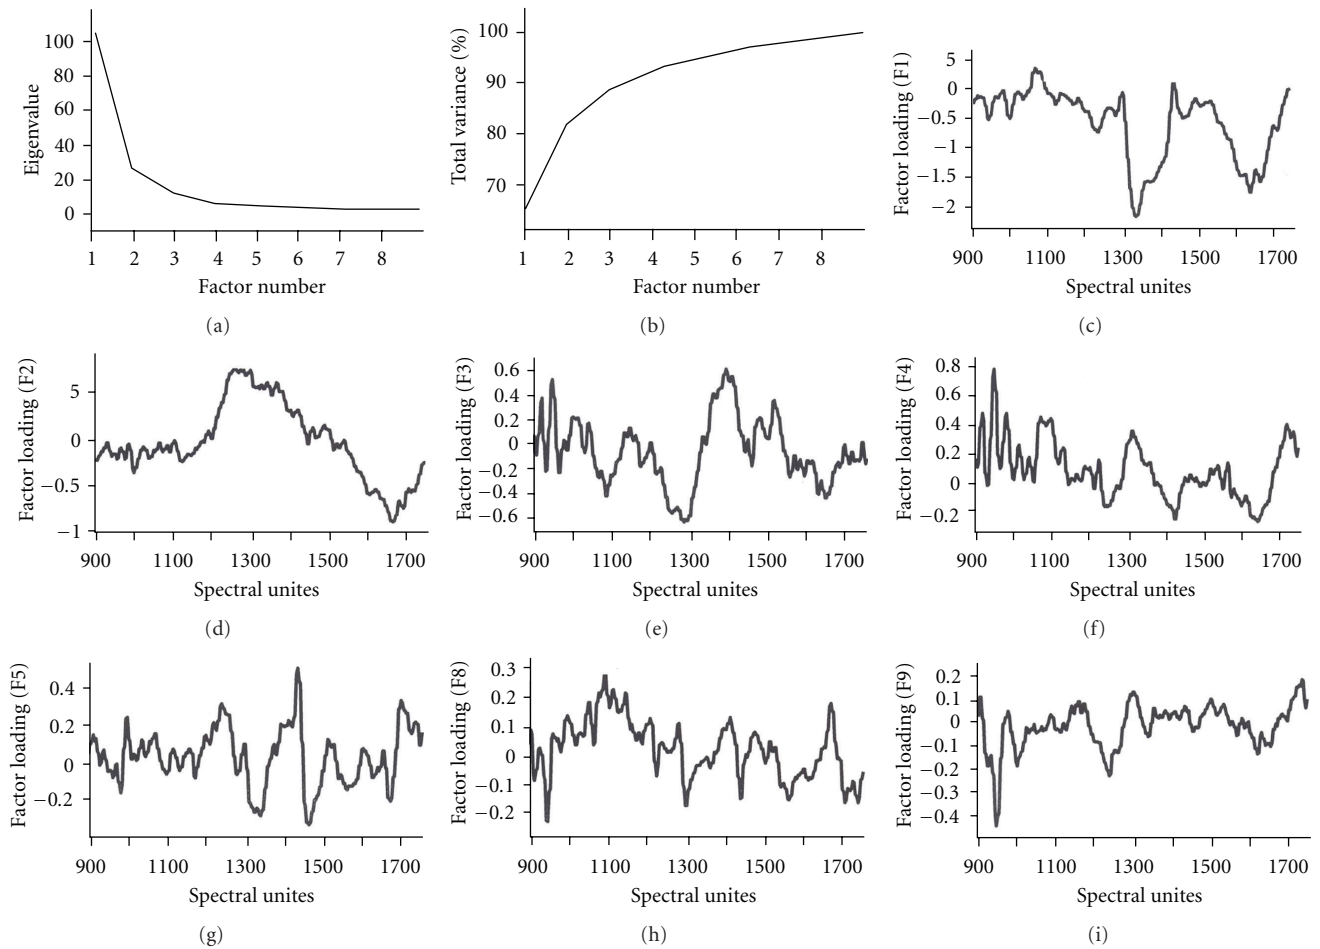 Eigenvalue
100
80
60
40
20
0
1 2 3 4 5 6 7 8
Factor number
(a)
Total variance (%)
100
90
80
70
1 2 3 4 5 6 7 8
Factor number
(b)
Factor loading (F1)
5
0
−0.5
−1
−1.5
−2
900 1100 1300 1500 1700
Spectral unites
(c)
Factor loading (F2)
5
0
−0.5
−1
900 1100 1300 1500 1700
Spectral unites
(d)
Factor loading (F3)
0.6
0.4
0.2
0
−0.2
−0.4
−0.6
900 1100 1300 1500 1700
Spectral unites
(e)
Factor loading (F4)
0.8
0.6
0.4
0.2
0
−0.2
900 1100 1300 1500 1700
Spectral unites
(f)
Factor loading (F5)
0.4
0.2
0
−0.2
900 1100 1300 1500 1700
Spectral unites
(g)
Factor loading (F8)
0.3
0.2
0.1
0
−0.1
−0.2
900 1100 1300 1500 1700
Spectral unites
(h)
Factor loading (F9)
0.2
0.1
0
−0.1
−0.2
−0.3
−0.4
900 1100 1300 1500 1700
Spectral unites
(i)